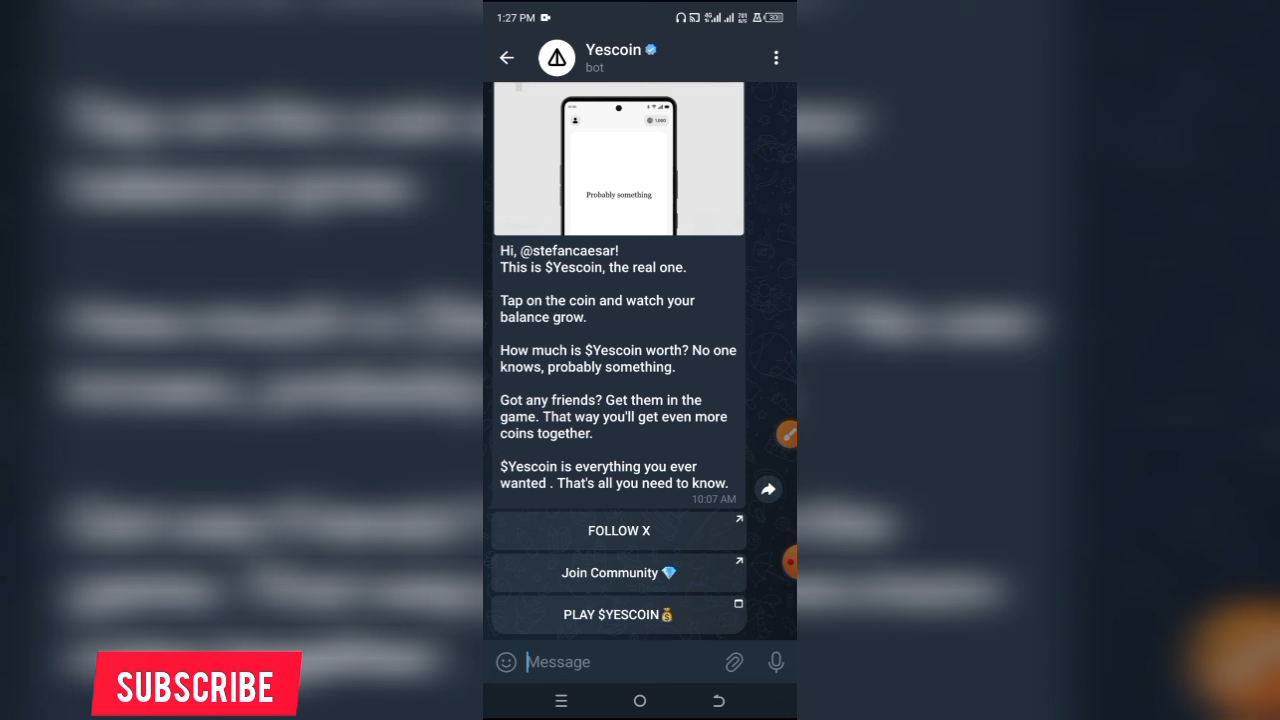 1:27 PM
Yescoin
bot
Probably something
Hi, @stefancaesar!
This is $Yescoin, the real one.
Tap on the coin and watch your
balance grow.
How much is $Yescoin worth? No one
knows, probably something.
Got any friends? Get them in the
game. That way you'll get even more
coins together.
$Yescoin is everything you ever
wanted . That's all you need to know.
10:07 AM
FOLLOW X
Join Community 💎
PLAY $YESCOIN💰
Message
SUBSCRIBE